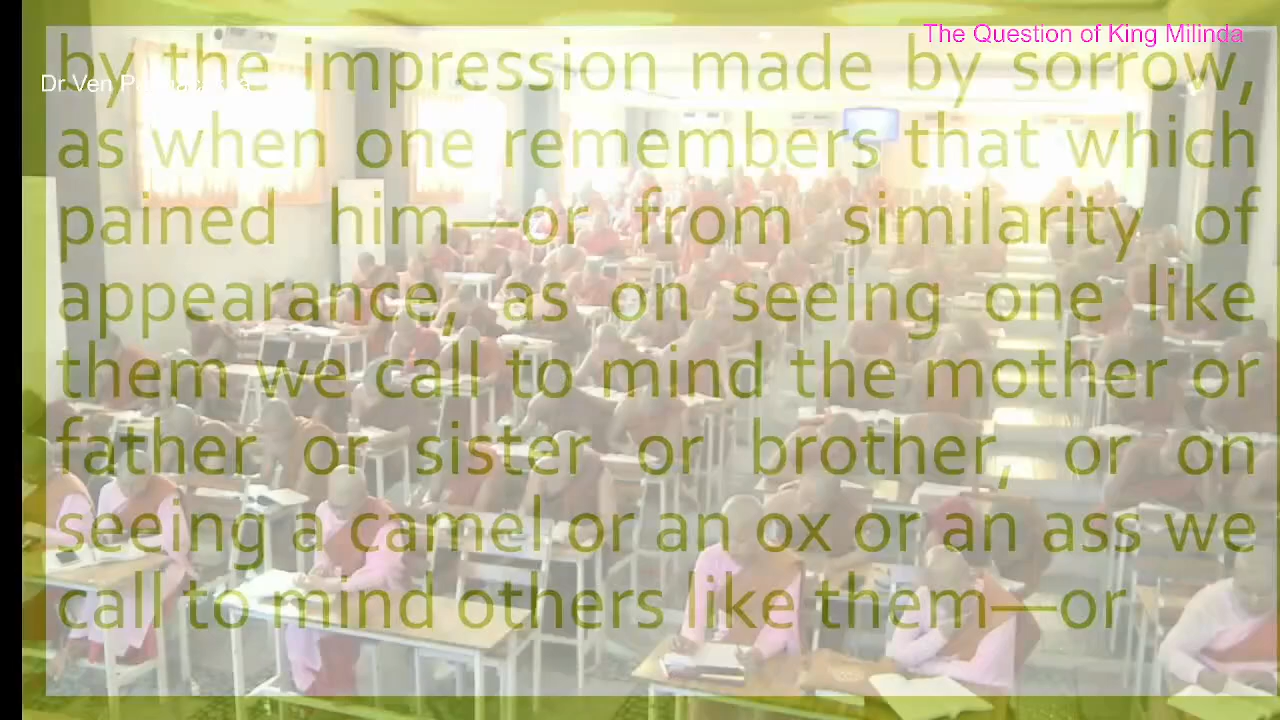 The Question of King Milinda
by the impression made by sorrow,
Dr Ven
as when one remembers that which
pained him—or from similarity of
appearance, as on seeing one like
them we call to mind the mother or
father or sister or brother, or on
seeing a camel or an ox or an ass we
call to mind others like them—or